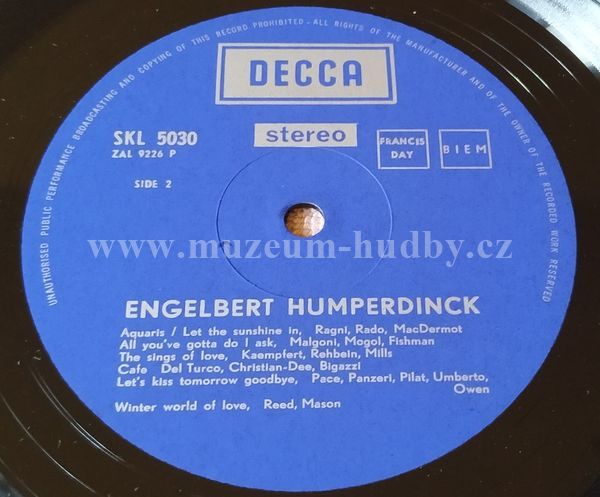 UNAUTHORISED PUBLIC PERFORMANCE BROADCASTING AND COPYING OF THIS RECORD PROHIBITED - ALL RIGHTS OF THE MANUFACTURER AND OF THE OWNER OF THE RECORDED WORK RESERVED
DECCA
SKL 5030
stereo
FRANCIS DAY
BIEM
ZAL 9226 P
SIDE 2
www.muzeum-hudby.cz
ENGELBERT HUMPERDINCK
Aquaris / Let the sunshine in, Ragni, Rado, MacDermot
All you've gotta do I ask, Malgoni, Mogol, Fishman
The sings of love, Kaempfert, Rehbein, Mills
Cafe Del Turco, Christian-Dee, Bigazzi
Let's kiss tomorrow goodbye, Pace, Panzeri, Pilat, Umberto,
Owen
Winter world of love, Reed, Mason